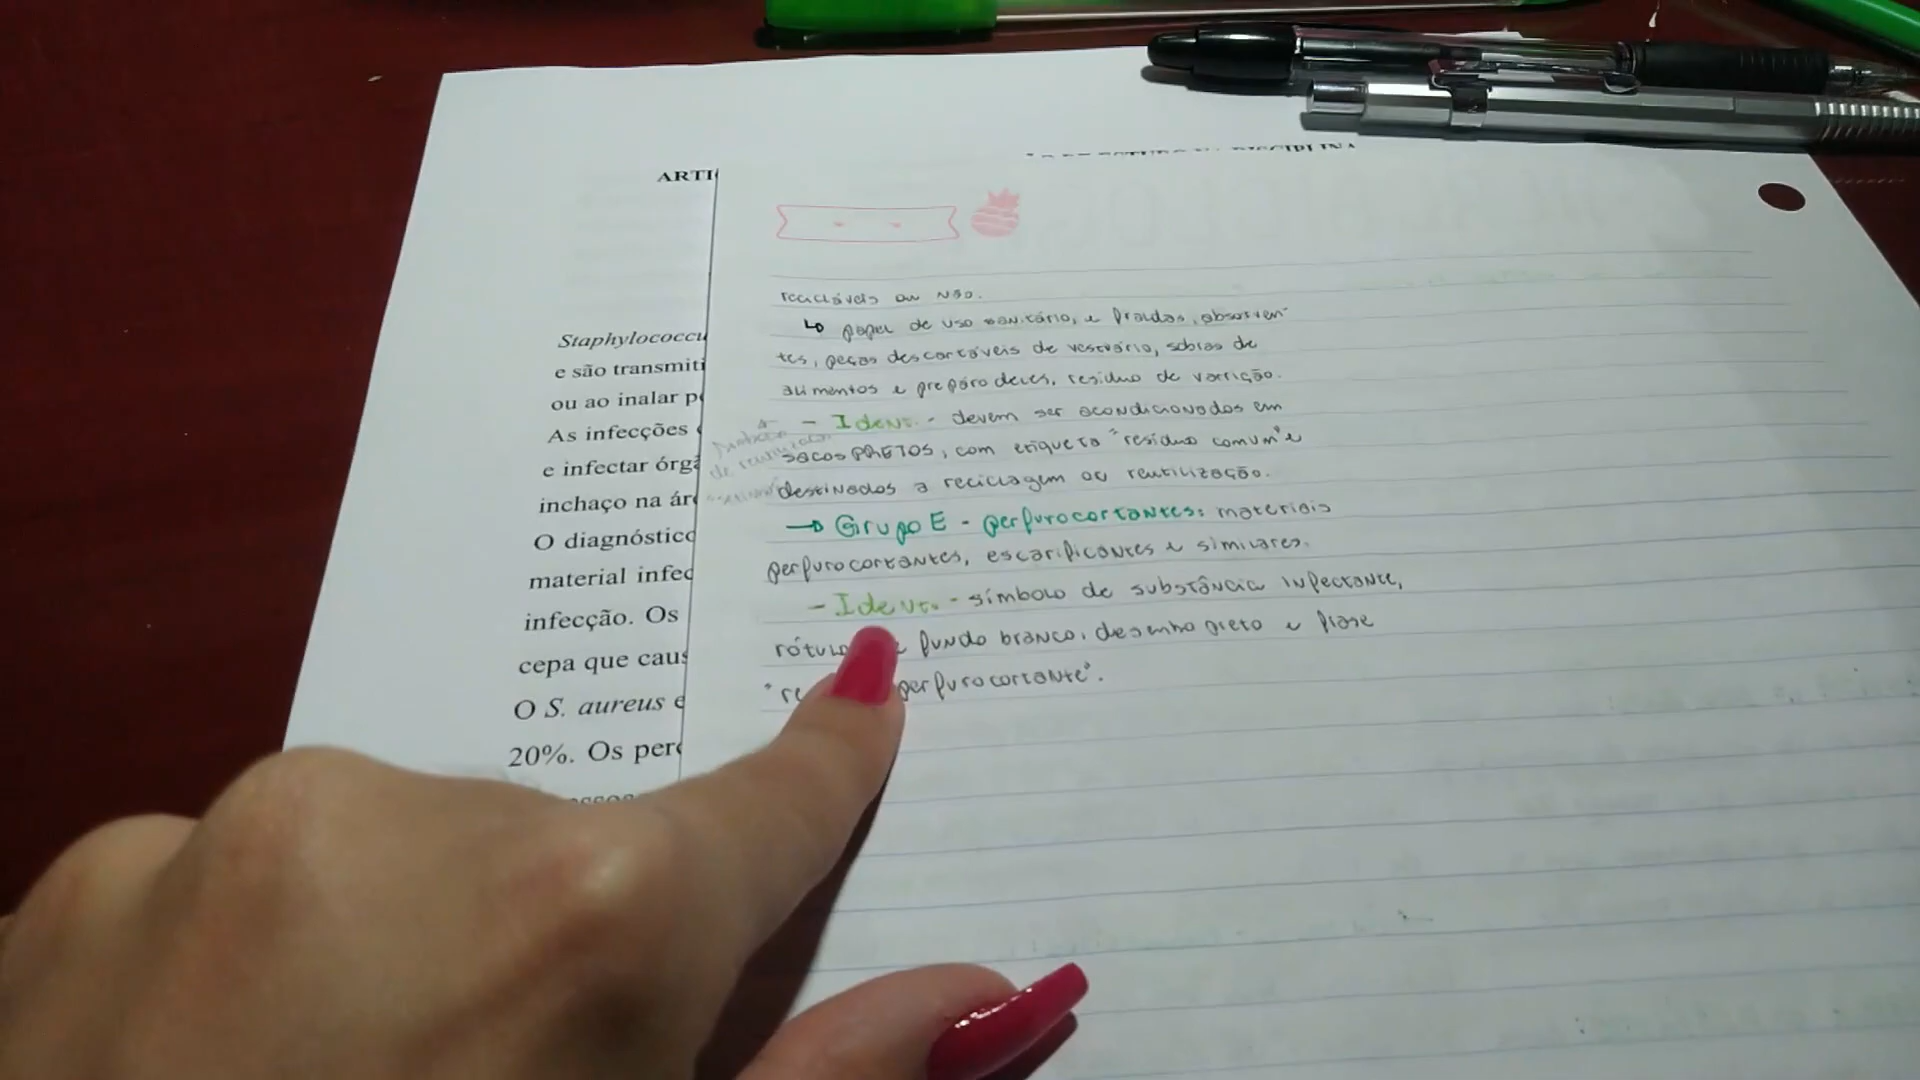 ARTI
Staphylococcu
e são transmiti
ou ao inalar p
As infecções
e infectar órgã
inchaço na ár
O diagnóstico
material infec
infecção. Os
cepa que caus
O S. aureus e
20%. Os per
recicláveis ou não.
↳ papel de uso sanitário, e fraldas, absorven-
tes, peças descartáveis de vestuário, sobras de
alimentos e preparo deles, resíduo de varrição.
- Ident. - devem ser acondicionados em
sacos PRETOS, com etiqueta "resíduo comum" e
destinados a reciclagem ou reutilização.
→ Grupo E - perfurocortantes: materiais
perfurocortantes, escarificantes e similares.
- Ident. - símbolo de substância infectante,
rótulo fundo branco, desenho preto e frase
"re perfurocortante".